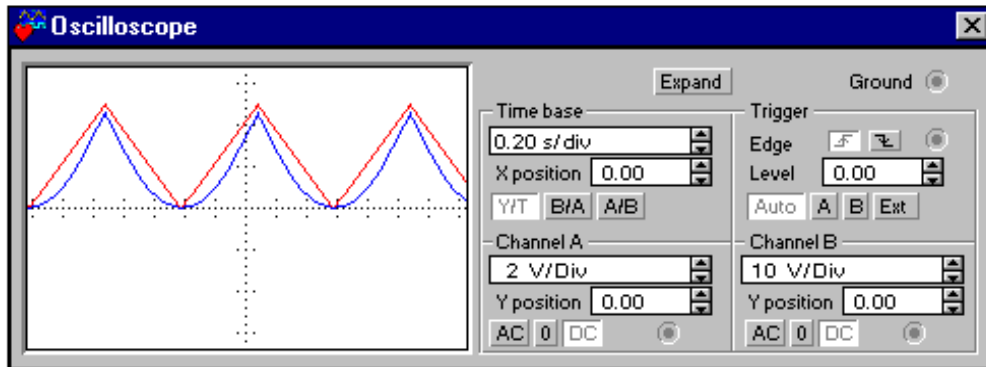 Oscilloscope
Expand
Ground
Time base
0.20 s/div
X position 0.00
Y/T B/A A/B
Trigger
Edge
Level 0.00
Auto A B Ext
Channel A
2 V/Div
Y position 0.00
AC 0 DC
Channel B
10 V/Div
Y position 0.00
AC 0 DC